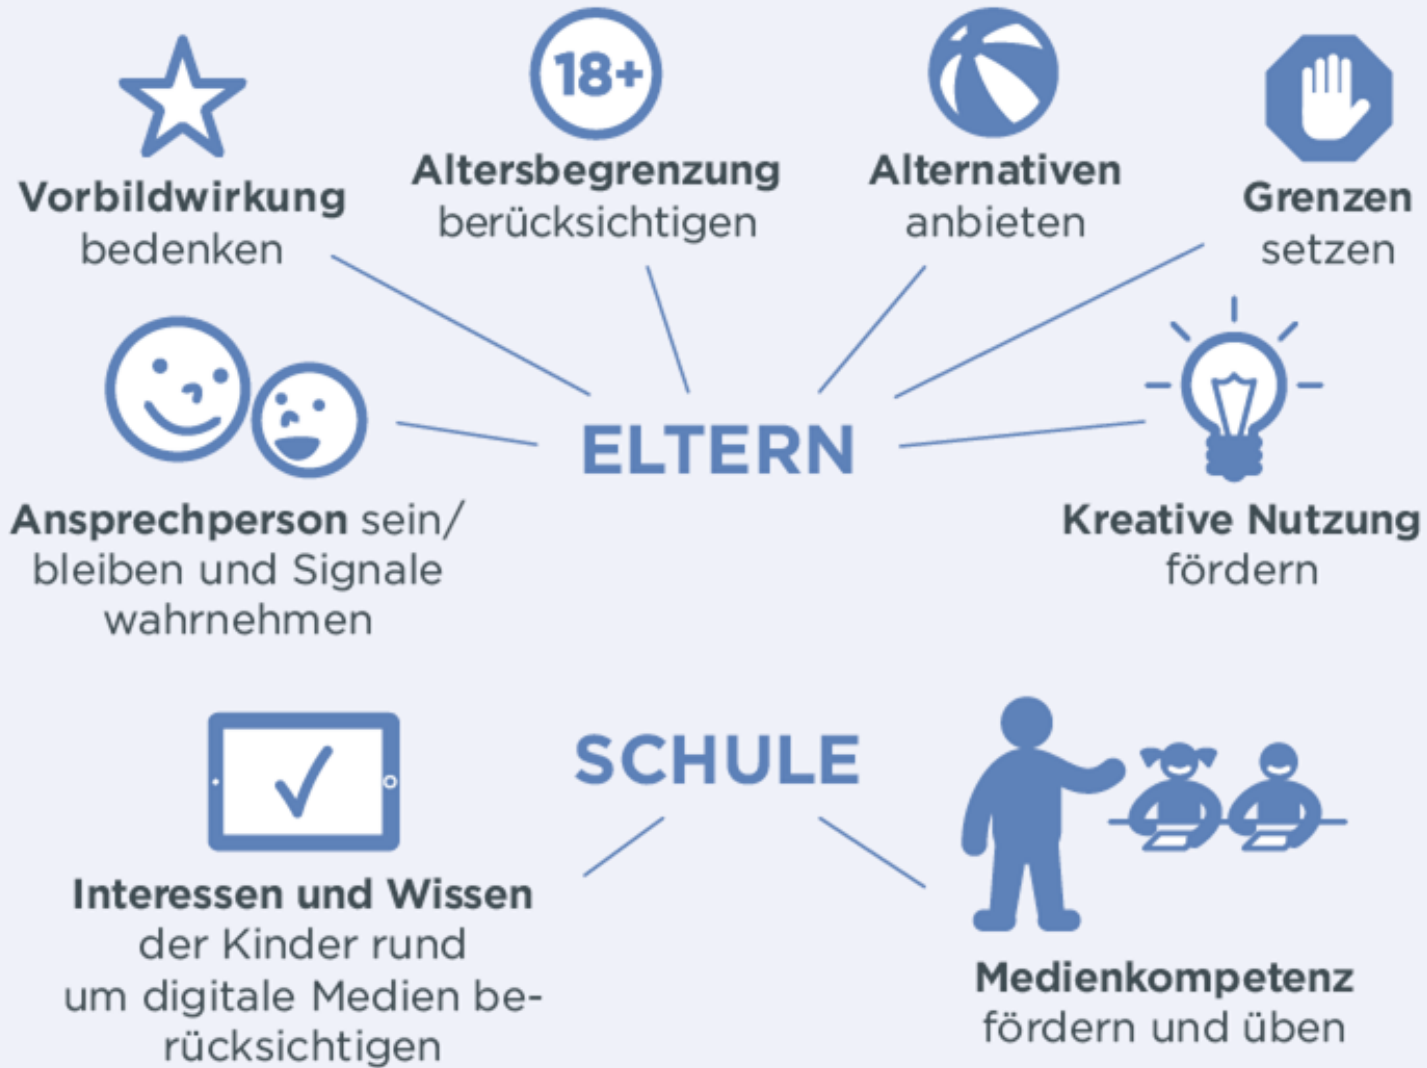 18+
Vorbildwirkung
bedenken
Altersbegrenzung
berücksichtigen
Alternativen
anbieten
Grenzen
setzen
ELTERN
Ansprechperson sein/
bleiben und Signale
wahrnehmen
Kreative Nutzung
fördern
SCHULE
Interessen und Wissen
der Kinder rund
um digitale Medien be-
rücksichtigen
Medienkompetenz
fördern und üben